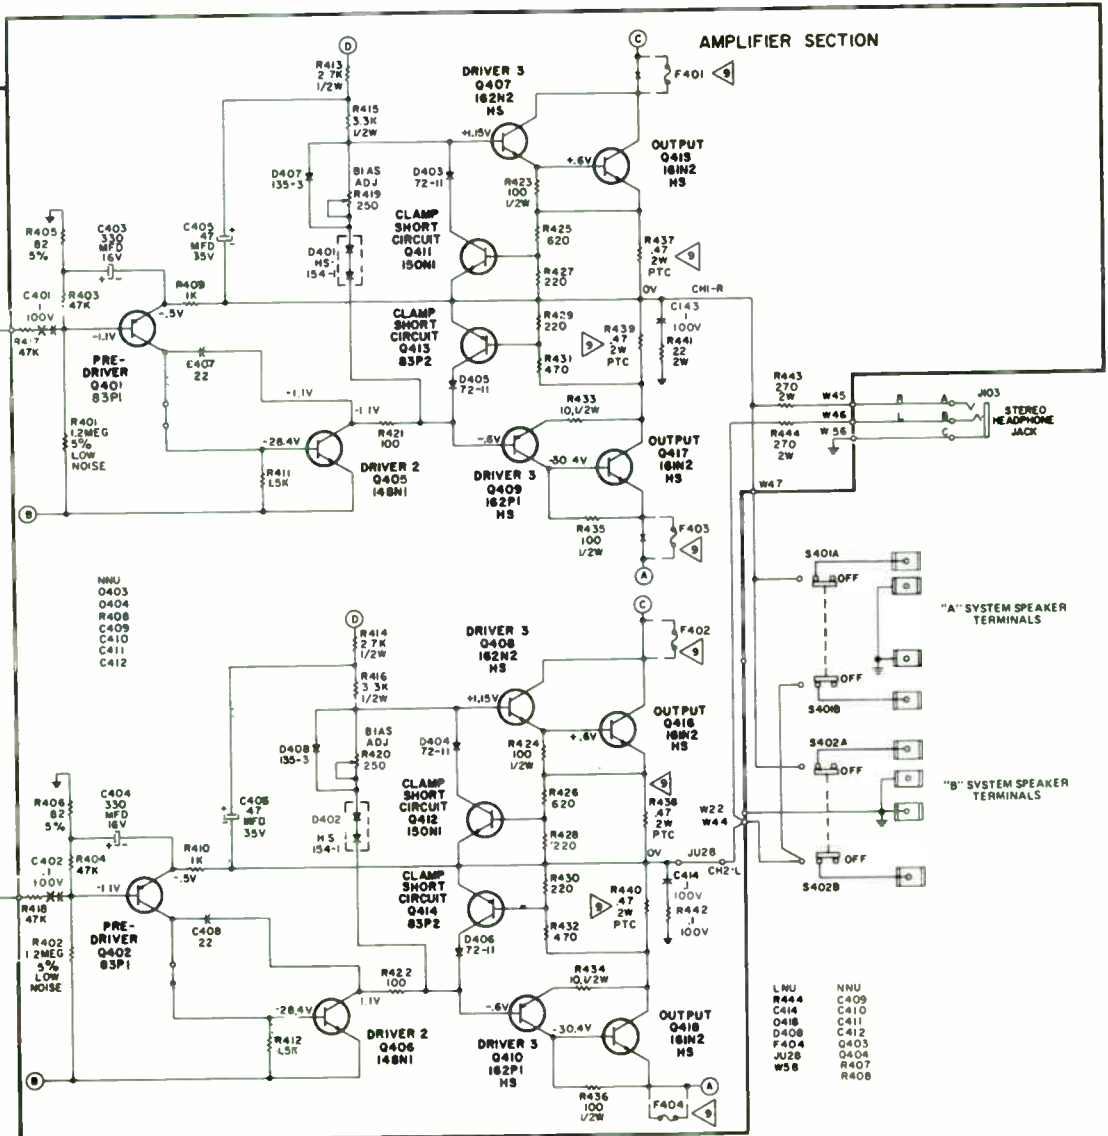 AMPLIFIER SECTION
D
R413
2.7K
1/2W
R415
3.3K
1/2W
D407
135-3
BIAS
ADJ
R419
250
D401
HS-
154-1
DRIVER 3
Q407
162N2
HS
+1.15V
C
F401
9
OUTPUT
Q415
161N2
HS
+.6V
R423
100
1/2W
D403
72-11
CLAMP
SHORT
CIRCUIT
Q411
150N1
R425
620
R427
220
R437
.47
2W
PTC
9
0V
CH1-R
R405
82
5%
C403
330
MFD
16V
C405
47
MFD
35V
C401
.1
100V
R403
47K
R409
1K
-.5V
-1.1V
R417
47K
PRE-
DRIVER
Q401
83P1
C407
22
R401
1.2MEG
5%
LOW
NOISE
CLAMP
SHORT
CIRCUIT
Q413
83P2
R429
220
R431
470
9
R439
.47
2W
PTC
C143
.1
100V
R441
22
2W
D405
72-11
+1.1V
-1.1V
R421
100
-28.4V
R411
1.5K
DRIVER 2
Q405
148N1
R433
10,1/2W
-.6V
DRIVER 3
Q409
162P1
HS
-30.4V
OUTPUT
Q417
161N2
HS
R435
100
1/2W
F403
9
A
B
R443
270
2W
R444
270
2W
W45
W46
W56
R
L
A
B
C
J103
STEREO
HEADPHONE
JACK
W47
NNU
Q403
Q404
R408
C409
C410
C411
C412
S401A
OFF
"A" SYSTEM SPEAKER
TERMINALS
OFF
S401B
S402A
OFF
"B" SYSTEM SPEAKER
TERMINALS
OFF
S402B
D
R414
2.7K
1/2W
R416
3.3K
1/2W
D408
135-3
BIAS
ADJ
R420
250
D402
HS
154-1
DRIVER 3
Q408
162N2
HS
+1.15V
C
F402
9
OUTPUT
Q416
161N2
HS
+.6V
R424
100
1/2W
D404
72-11
CLAMP
SHORT
CIRCUIT
Q412
150N1
R426
620
R428
220
9
R438
.47
2W
PTC
W22
W44
0V
JU28
CH2-L
R406
82
5%
C404
330
MFD
16V
C406
47
MFD
35V
C402
.1
100V
R404
47K
R410
1K
-.5V
-1.1V
R418
47K
PRE-
DRIVER
Q402
83P1
C408
22
R402
1.2MEG
5%
LOW
NOISE
CLAMP
SHORT
CIRCUIT
Q414
83P2
R430
220
R432
470
9
R440
.47
2W
PTC
C414
.1
100V
R442
.1
100V
D406
72-11
R422
100
1.1V
-28.4V
R412
1.5K
DRIVER 2
Q406
148N1
R434
10,1/2W
-.6V
DRIVER 3
Q410
162P1
HS
-30.4V
OUTPUT
Q418
161N2
HS
R436
100
1/2W
F404
9
A
B
LNU
R444
C414
Q418
D408
F404
JU28
W58
NNU
C409
C410
C411
C412
Q403
Q404
R407
R408